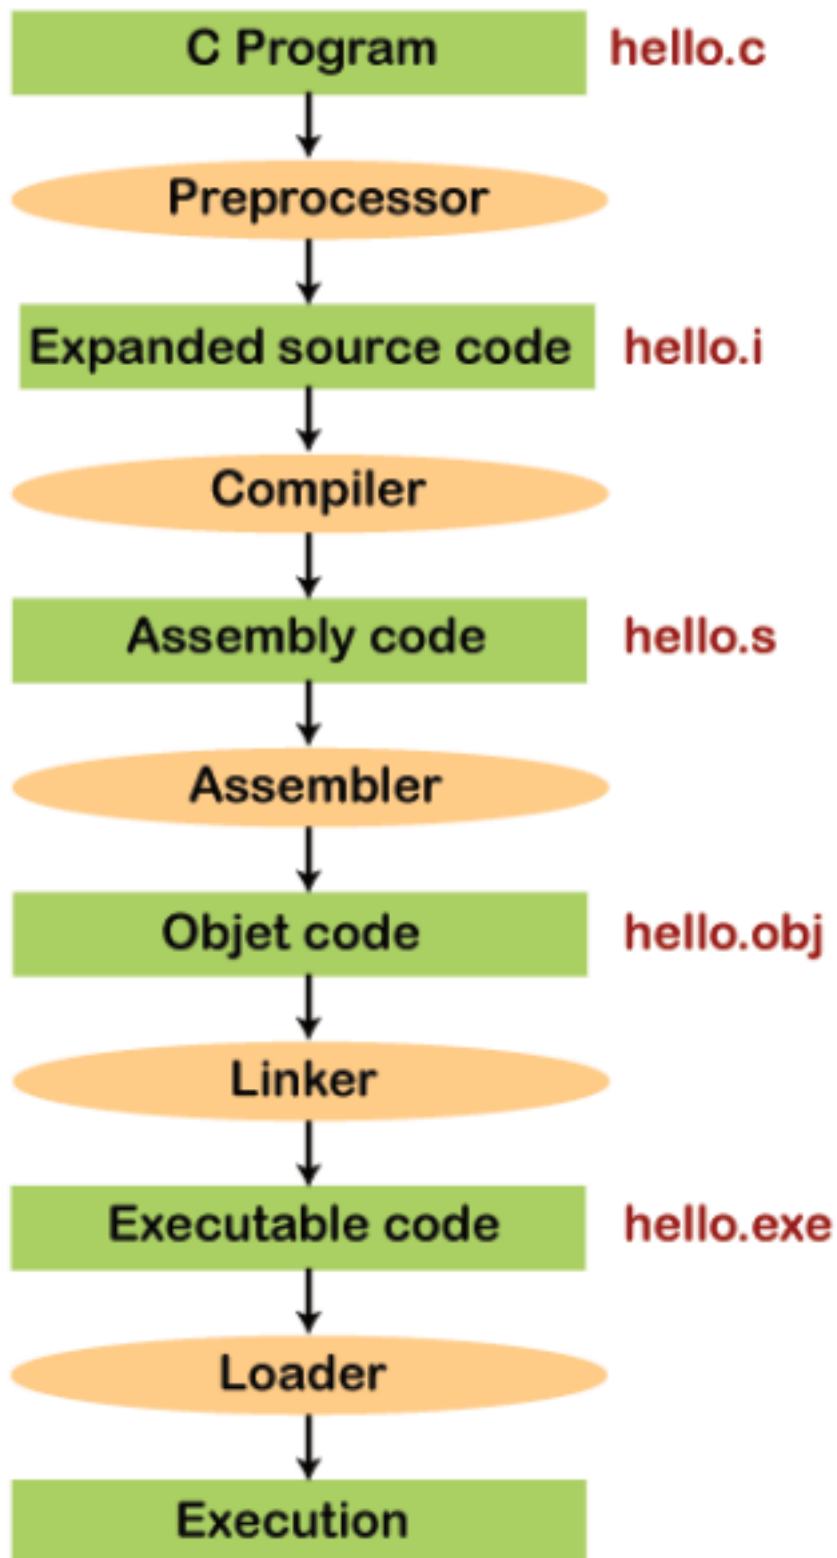 C Program hello.c
Preprocessor
Expanded source code hello.i
Compiler
Assembly code hello.s
Assembler
Objet code hello.obj
Linker
Executable code hello.exe
Loader
Execution